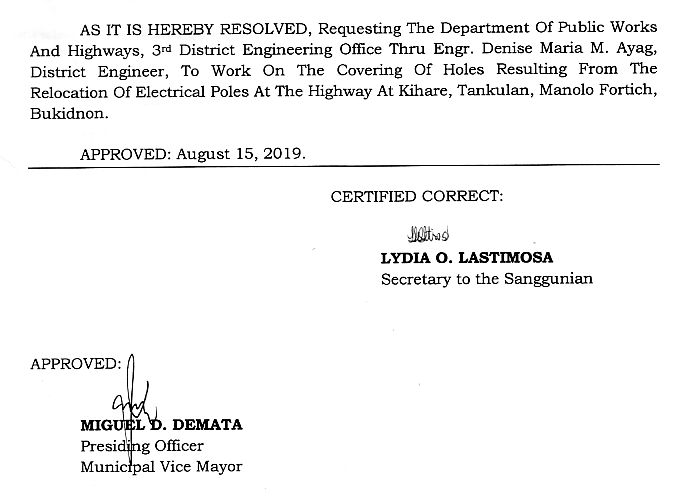 AS IT IS HEREBY RESOLVED, Requesting The Department Of Public Works
And Highways, 3rd District Engineering Office Thru Engr. Denise Maria M. Ayag,
District Engineer, To Work On The Covering Of Holes Resulting From The
Relocation Of Electrical Poles At The Highway At Kihare, Tankulan, Manolo Fortich,
Bukidnon.
APPROVED: August 15, 2019.
CERTIFIED CORRECT:
LYDIA O. LASTIMOSA
Secretary to the Sanggunian
APPROVED:
MIGUEL D. DEMATA
Presiding Officer
Municipal Vice Mayor